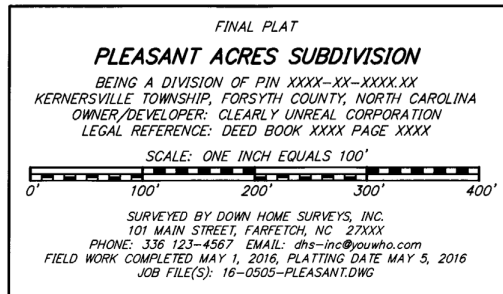 FINAL PLAT
PLEASANT ACRES SUBDIVISION
BEING A DIVISION OF PIN XXXX-XX-XXXX.XX
KERNERSVILLE TOWNSHIP, FORSYTH COUNTY, NORTH CAROLINA
OWNER/DEVELOPER: CLEARLY UNREAL CORPORATION
LEGAL REFERENCE: DEED BOOK XXXX PAGE XXXX
SCALE: ONE INCH EQUALS 100'
0' 100' 200' 300' 400'
SURVEYED BY DOWN HOME SURVEYS, INC.
101 MAIN STREET, FARFETCH, NC 27XXX
PHONE: 336 123-4567 EMAIL: dhs-inc@youwho.com
FIELD WORK COMPLETED MAY 1, 2016, PLATTING DATE MAY 5, 2016
JOB FILE(S): 16-0505-PLEASANT.DWG